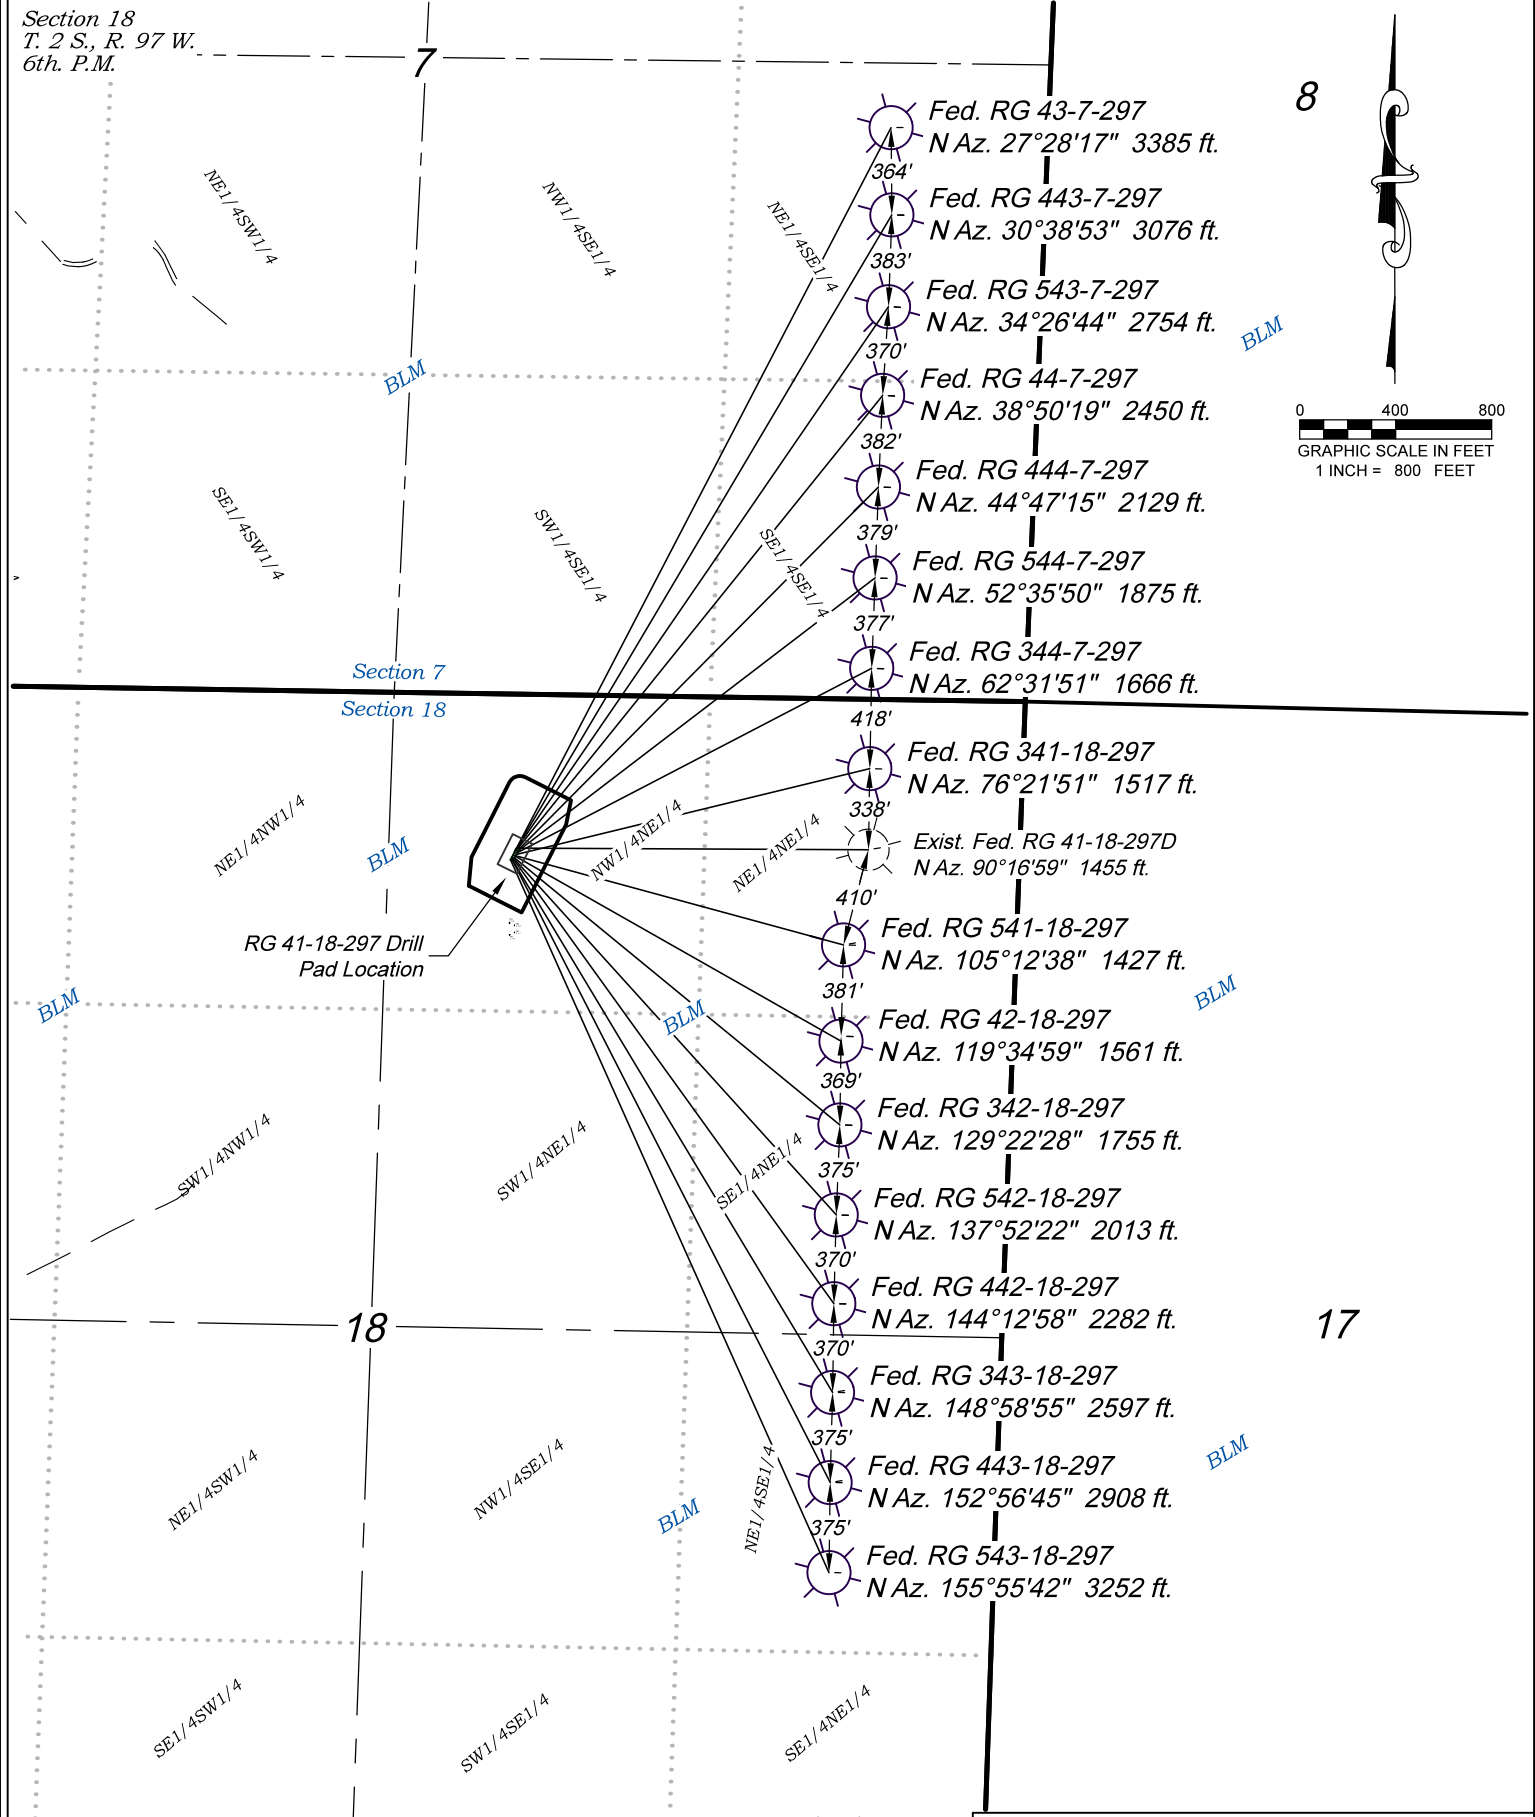 Section 18
T. 2 S., R. 97 W.
6th. P.M.
7
8
Fed. RG 43-7-297
N Az. 27°28'17" 3385 ft.
364'
Fed. RG 443-7-297
N Az. 30°38'53" 3076 ft.
383'
Fed. RG 543-7-297
N Az. 34°26'44" 2754 ft.
370'
Fed. RG 44-7-297
N Az. 38°50'19" 2450 ft.
382'
Fed. RG 444-7-297
N Az. 44°47'15" 2129 ft.
379'
Fed. RG 544-7-297
N Az. 52°35'50" 1875 ft.
377'
Fed. RG 344-7-297
N Az. 62°31'51" 1666 ft.
418'
Fed. RG 341-18-297
N Az. 76°21'51" 1517 ft.
338'
Exist. Fed. RG 41-18-297D
N Az. 90°16'59" 1455 ft.
410'
Fed. RG 541-18-297
N Az. 105°12'38" 1427 ft.
381'
Fed. RG 42-18-297
N Az. 119°34'59" 1561 ft.
369'
Fed. RG 342-18-297
N Az. 129°22'28" 1755 ft.
375'
Fed. RG 542-18-297
N Az. 137°52'22" 2013 ft.
370'
Fed. RG 442-18-297
N Az. 144°12'58" 2282 ft.
370'
Fed. RG 343-18-297
N Az. 148°58'55" 2597 ft.
375'
Fed. RG 443-18-297
N Az. 152°56'45" 2908 ft.
375'
Fed. RG 543-18-297
N Az. 155°55'42" 3252 ft.
0 400 800
GRAPHIC SCALE IN FEET
1 INCH = 800 FEET
NE1/4SW1/4
NW1/4SE1/4
NE1/4SE1/4
BLM
BLM
SE1/4SW1/4
SW1/4SE1/4
SE1/4SE1/4
Section 7
Section 18
NE1/4NW1/4
BLM
NW1/4NE1/4
NE1/4NE1/4
RG 41-18-297 Drill
Pad Location
BLM
BLM
BLM
SW1/4NW1/4
SW1/4NE1/4
SE1/4NE1/4
18
17
NE1/4SW1/4
NW1/4SE1/4
NE1/4SE1/4
BLM
BLM
SE1/4SW1/4
SW1/4SE1/4
SE1/4NE1/4